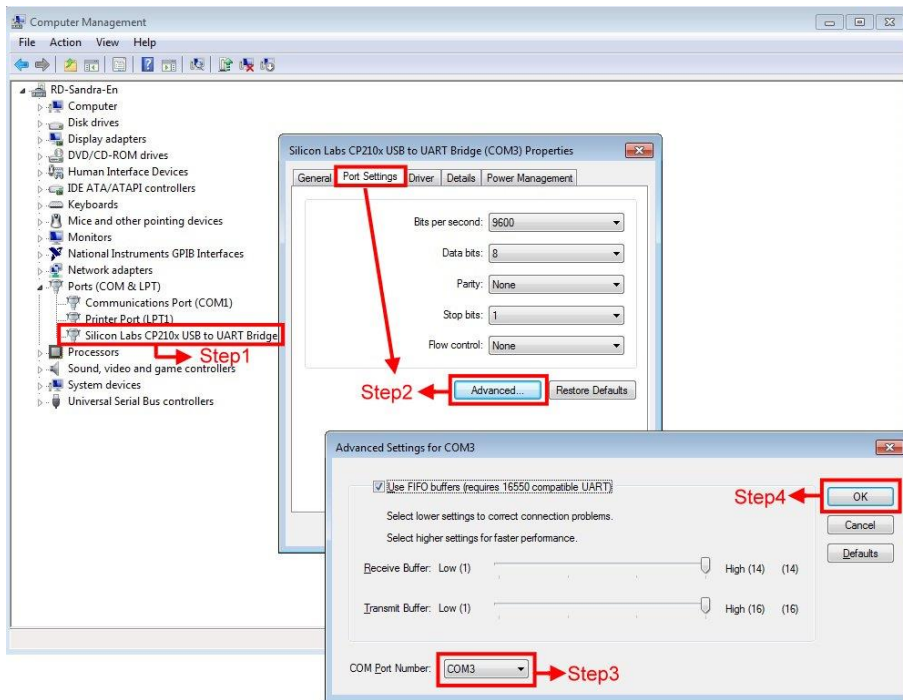 Computer Management
File Action View Help
RD-Sandra-En
Computer
Disk drives
Display adapters
DVD/CD-ROM drives
Human Interface Devices
IDE ATA/ATAPI controllers
Keyboards
Mice and other pointing devices
Monitors
National Instruments GPIB Interfaces
Network adapters
Ports (COM & LPT)
Communications Port (COM1)
Printer Port (LPT1)
Silicon Labs CP210x USB to UART Bridge
Step1
Processors
Sound, video and game controllers
System devices
Universal Serial Bus controllers
Silicon Labs CP210x USB to UART Bridge (COM3) Properties
General Port Settings Driver Details Power Management
Bits per second: 9600
Data bits: 8
Parity: None
Stop bits: 1
Flow control: None
Step2 Advanced... Restore Defaults
Advanced Settings for COM3
Use FIFO buffers (requires 16550 compatible UART)
Step4 OK
Select lower settings to correct connection problems.
Cancel
Select higher settings for faster performance.
Defaults
Receive Buffer: Low (1) High (14) (14)
Transmit Buffer: Low (1) High (16) (16)
COM Port Number: COM3 Step3